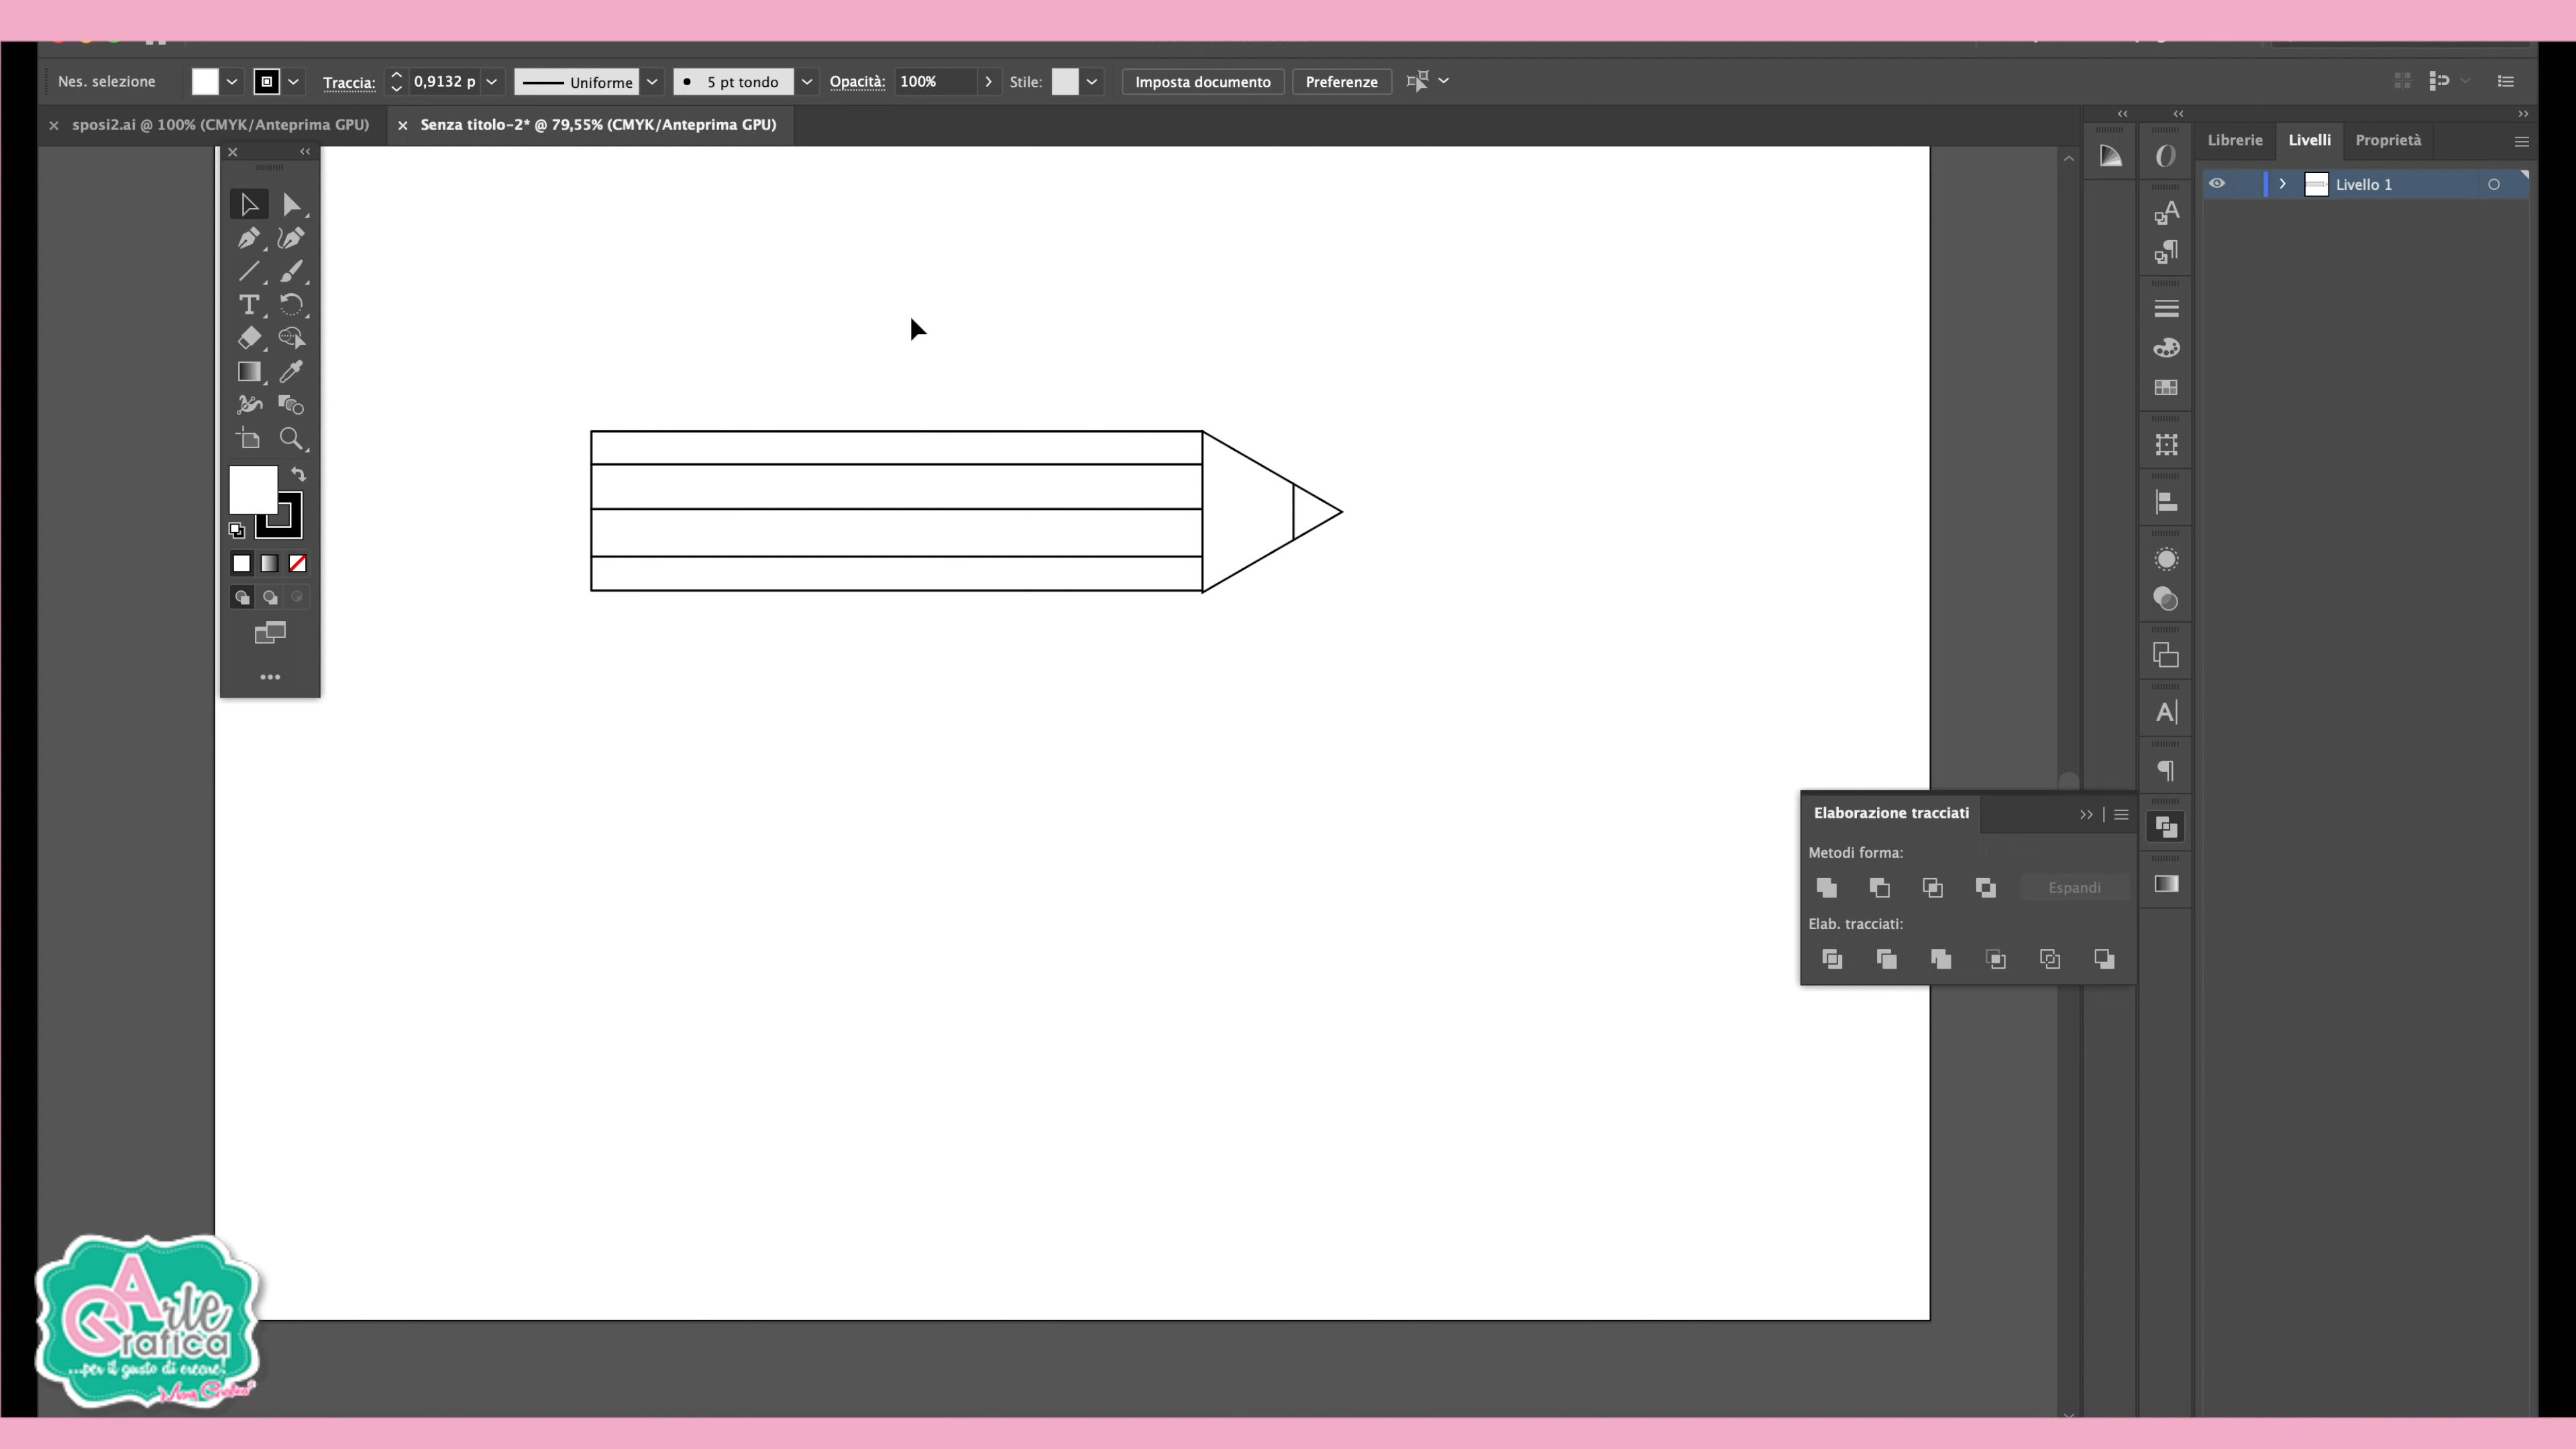 Nes. selezione
Traccia:
0,9132 p
Uniforme
5 pt tondo
Opacità:
100%
Stile:
Imposta documento
Preferenze
sposi2.ai @ 100% (CMYK/Anteprima GPU)
Senza titolo-2* @ 79,55% (CMYK/Anteprima GPU)
Librerie
Livelli
Proprietà
Livello 1
Elaborazione tracciati
Metodi forma:
Espandi
Elab. tracciati:
Arte
Grafica
...per il gusto di creare!